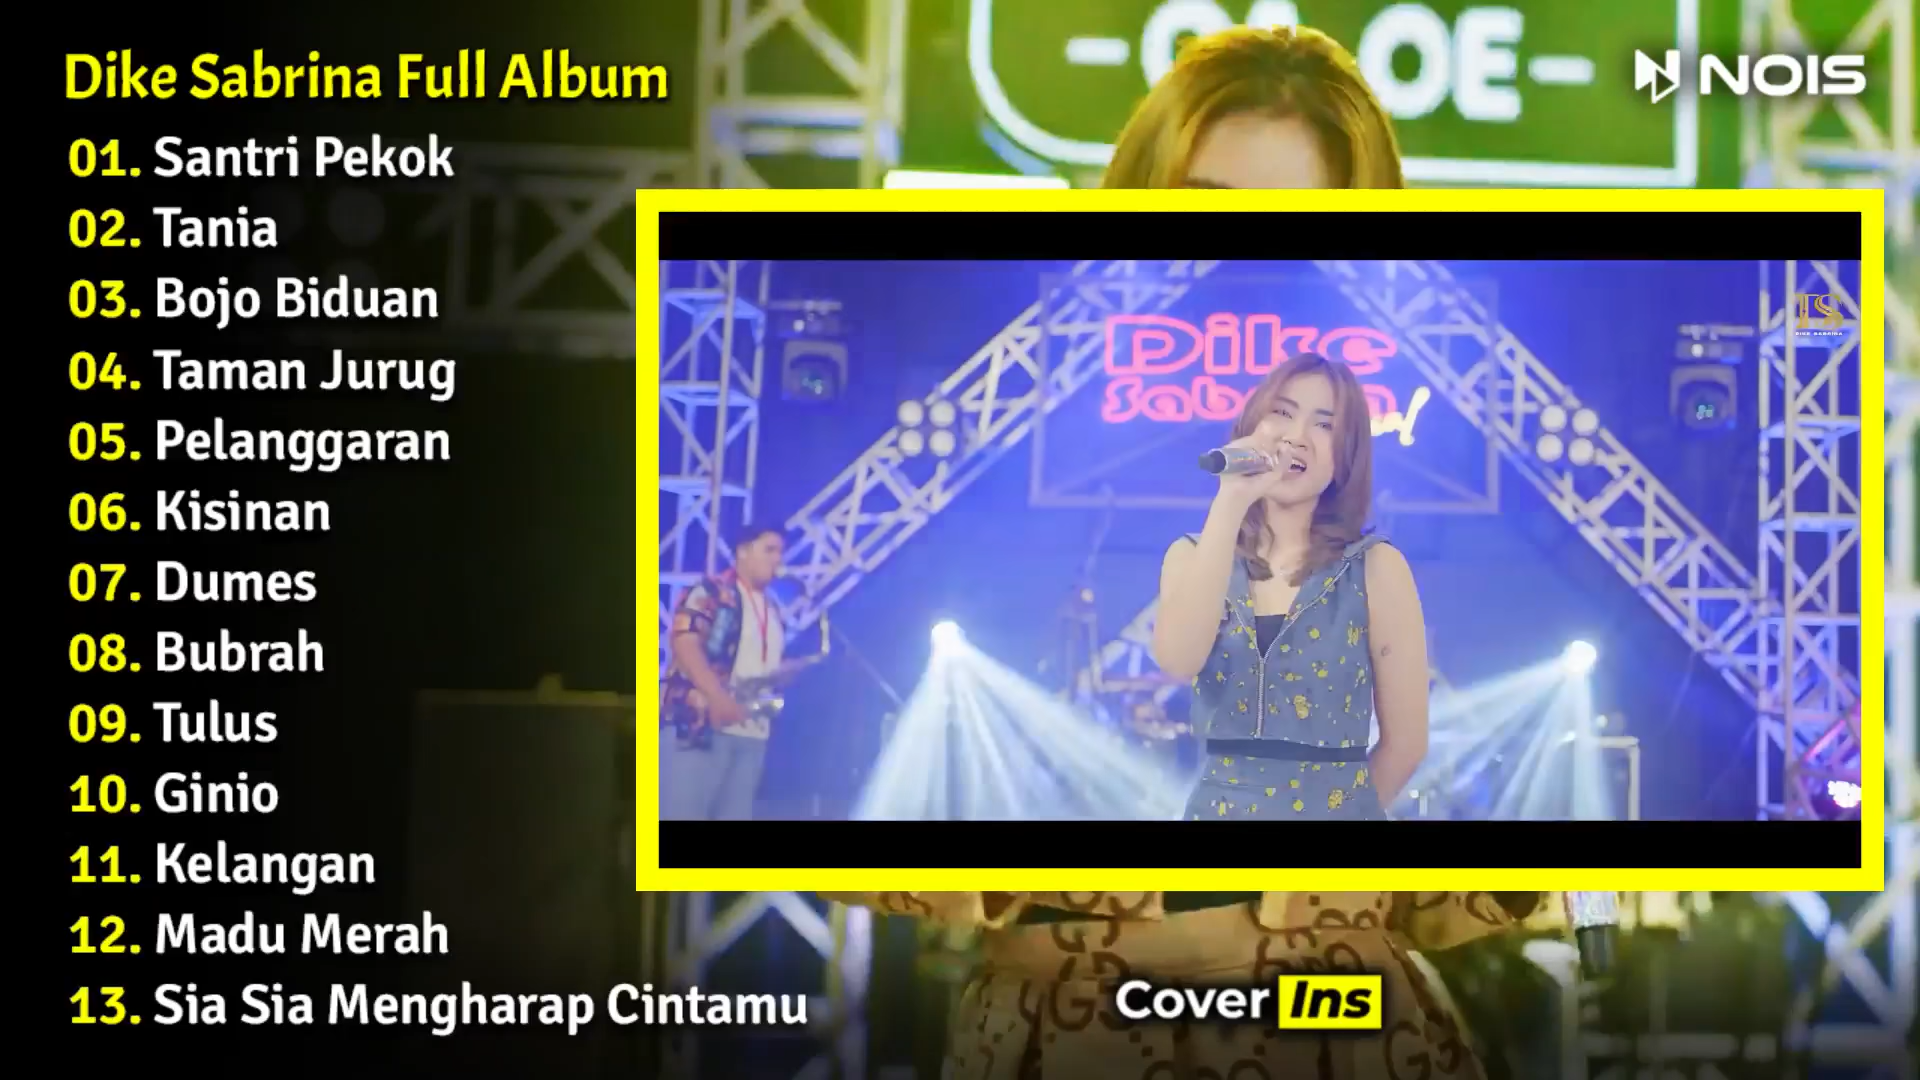 Dike Sabrina Full Album
01. Santri Pekok
02. Tania
03. Bojo Biduan
04. Taman Jurug
05. Pelanggaran
06. Kisinan
07. Dumes
08. Bubrah
09. Tulus
10. Ginio
11. Kelangan
12. Madu Merah
13. Sia Sia Mengharap Cintamu
NOIS
Dike
Cover Ins